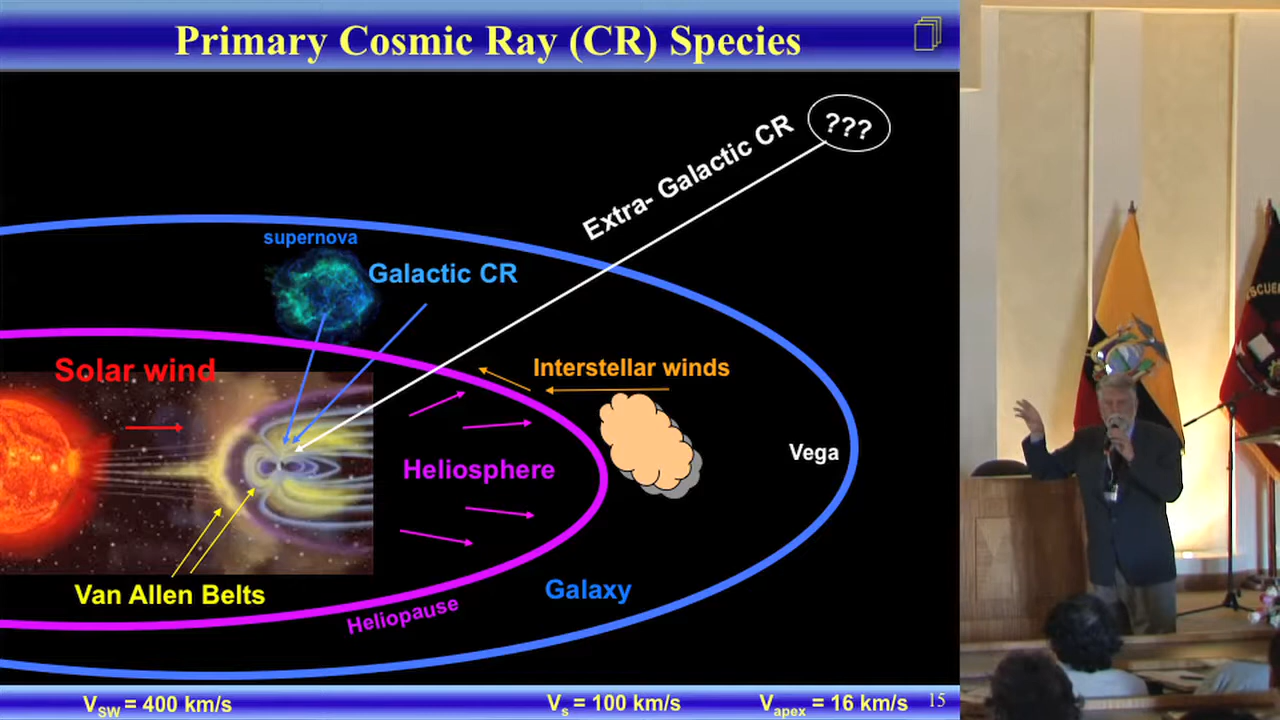 Primary Cosmic Ray (CR) Species
???
Extra- Galactic CR
supernova
Galactic CR
Solar wind
Interstellar winds
Vega
Heliosphere
Van Allen Belts
Galaxy
Heliopause
V_SW = 400 km/s
V_s = 100 km/s
V_apex = 16 km/s
15